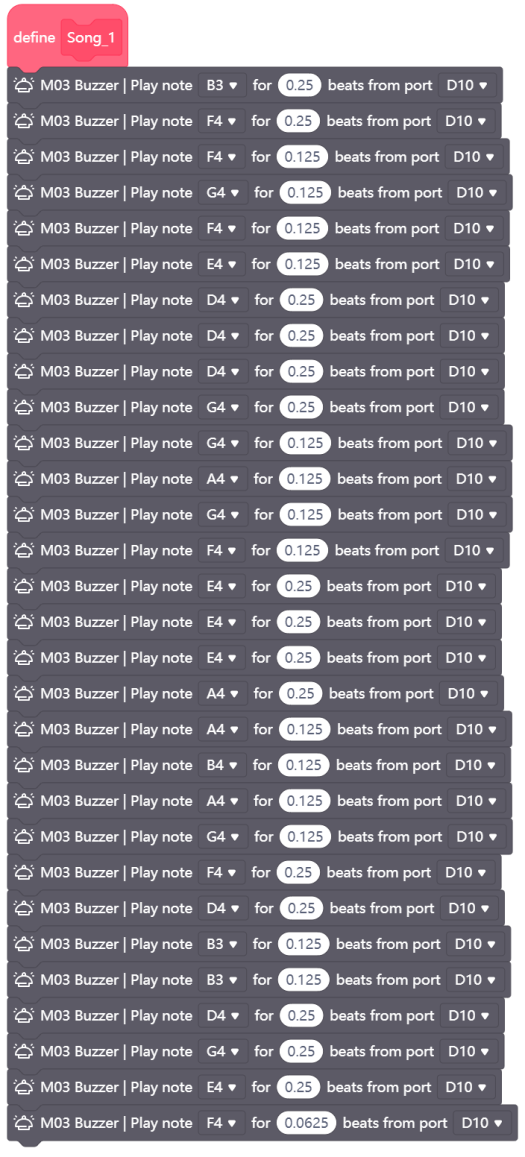 define Song_1
M03 Buzzer | Play note B3 for 0.25 beats from port D10
M03 Buzzer | Play note F4 for 0.25 beats from port D10
M03 Buzzer | Play note F4 for 0.125 beats from port D10
M03 Buzzer | Play note G4 for 0.125 beats from port D10
M03 Buzzer | Play note F4 for 0.125 beats from port D10
M03 Buzzer | Play note E4 for 0.125 beats from port D10
M03 Buzzer | Play note D4 for 0.25 beats from port D10
M03 Buzzer | Play note D4 for 0.25 beats from port D10
M03 Buzzer | Play note D4 for 0.25 beats from port D10
M03 Buzzer | Play note G4 for 0.25 beats from port D10
M03 Buzzer | Play note G4 for 0.125 beats from port D10
M03 Buzzer | Play note A4 for 0.125 beats from port D10
M03 Buzzer | Play note G4 for 0.125 beats from port D10
M03 Buzzer | Play note F4 for 0.125 beats from port D10
M03 Buzzer | Play note E4 for 0.25 beats from port D10
M03 Buzzer | Play note E4 for 0.25 beats from port D10
M03 Buzzer | Play note E4 for 0.25 beats from port D10
M03 Buzzer | Play note A4 for 0.25 beats from port D10
M03 Buzzer | Play note A4 for 0.125 beats from port D10
M03 Buzzer | Play note B4 for 0.125 beats from port D10
M03 Buzzer | Play note A4 for 0.125 beats from port D10
M03 Buzzer | Play note G4 for 0.125 beats from port D10
M03 Buzzer | Play note F4 for 0.25 beats from port D10
M03 Buzzer | Play note D4 for 0.25 beats from port D10
M03 Buzzer | Play note B3 for 0.125 beats from port D10
M03 Buzzer | Play note B3 for 0.125 beats from port D10
M03 Buzzer | Play note D4 for 0.25 beats from port D10
M03 Buzzer | Play note G4 for 0.25 beats from port D10
M03 Buzzer | Play note E4 for 0.25 beats from port D10
M03 Buzzer | Play note F4 for 0.0625 beats from port D10